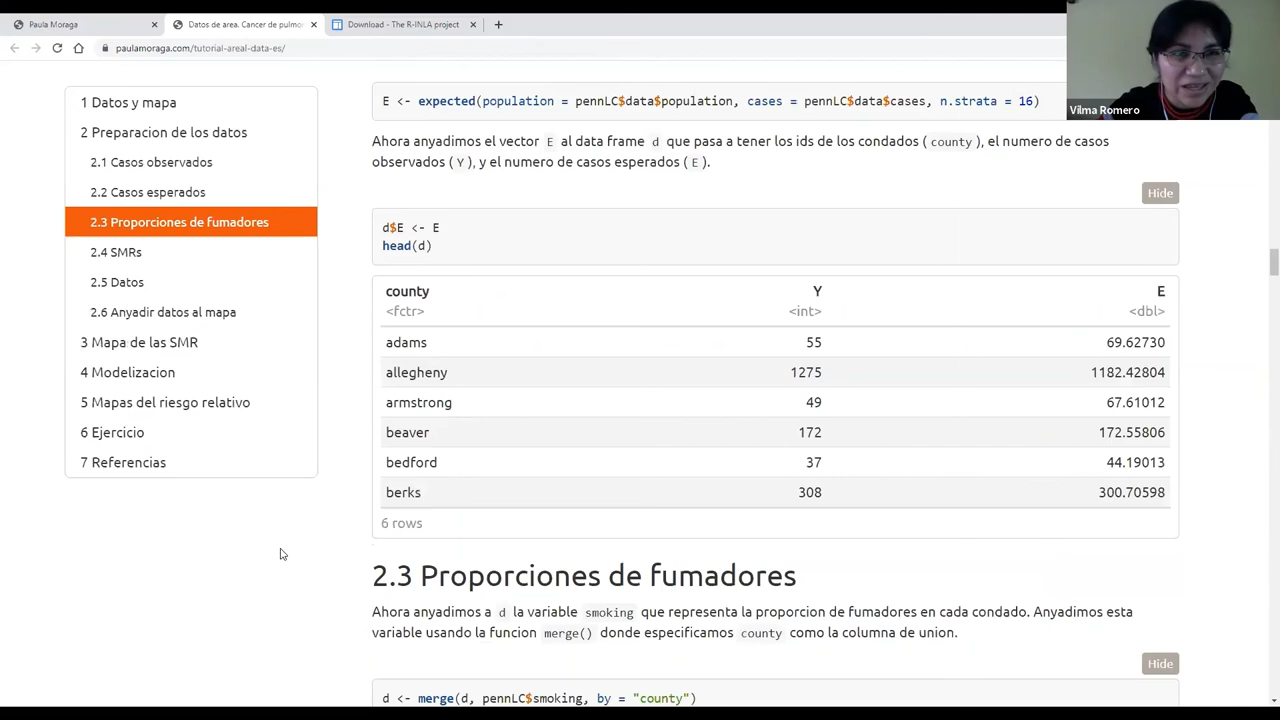 Paula Moraga
Datos de area. Cancer de pulmo
Download - The R-INLA project
paulamoraga.com/tutorial-areal-data-es/
Vilma Romero
1 Datos y mapa
2 Preparacion de los datos
2.1 Casos observados
2.2 Casos esperados
2.3 Proporciones de fumadores
2.4 SMRs
2.5 Datos
2.6 Anyadir datos al mapa
3 Mapa de las SMR
4 Modelizacion
5 Mapas del riesgo relativo
6 Ejercicio
7 Referencias
E <- expected(population = pennLC$data$population, cases = pennLC$data$cases, n.strata = 16)
Ahora anyadimos el vector E al data frame d que pasa a tener los ids de los condados ( county ), el numero de casos
observados ( Y ), y el numero de casos esperados ( E ).
Hide
d$E <- E
head(d)
county Y E
<fctr> <int> <dbl>
adams 55 69.62730
allegheny 1275 1182.42804
armstrong 49 67.61012
beaver 172 172.55806
bedford 37 44.19013
berks 308 300.70598
6 rows
2.3 Proporciones de fumadores
Ahora anyadimos a d la variable smoking que representa la proporcion de fumadores en cada condado. Anyadimos esta
variable usando la funcion merge() donde especificamos county como la columna de union.
Hide
d <- merge(d, pennLC$smoking, by = "county")